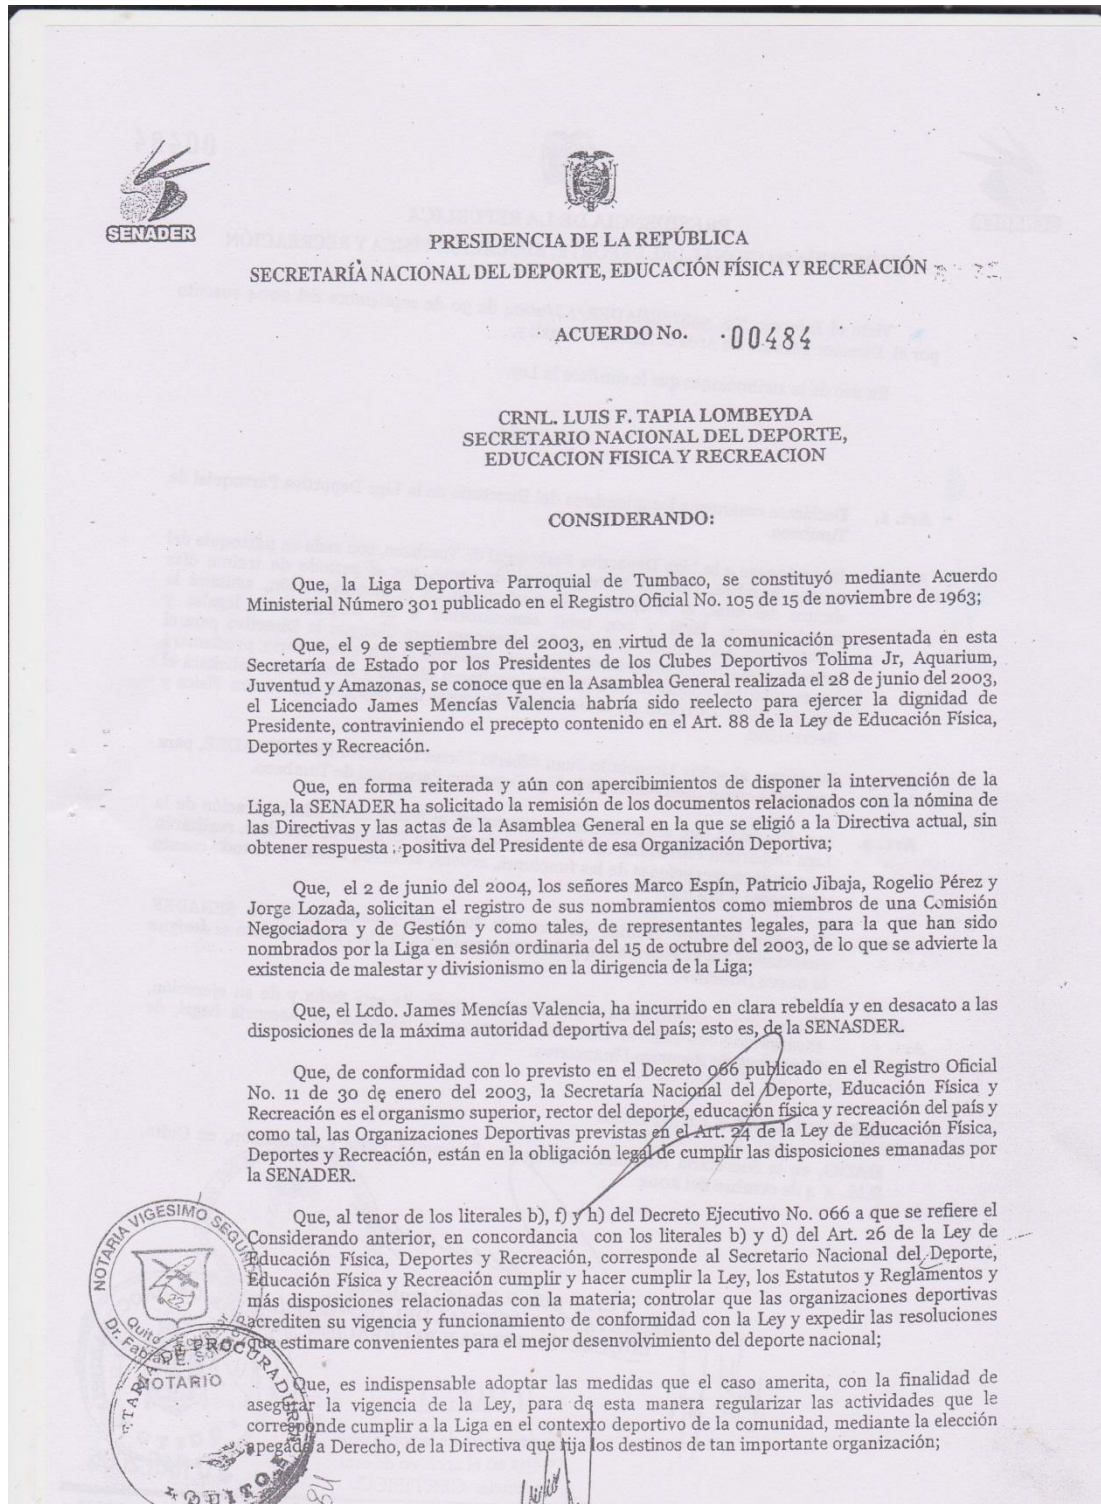 SENADER
PRESIDENCIA DE LA REPÚBLICA
SECRETARÍA NACIONAL DEL DEPORTE, EDUCACIÓN FÍSICA Y RECREACIÓN
ACUERDO No. 00484
CRNL. LUIS F. TAPIA LOMBEYDA
SECRETARIO NACIONAL DEL DEPORTE,
EDUCACION FISICA Y RECREACION
CONSIDERANDO:
Que, la Liga Deportiva Parroquial de Tumbaco, se constituyó mediante Acuerdo
Ministerial Número 301 publicado en el Registro Oficial No. 105 de 15 de noviembre de 1963;
Que, el 9 de septiembre del 2003, en virtud de la comunicación presentada en esta
Secretaría de Estado por los Presidentes de los Clubes Deportivos Tolima Jr, Aquarium,
Juventud y Amazonas, se conoce que en la Asamblea General realizada el 28 de junio del 2003,
el Licenciado James Mencías Valencia habría sido reelecto para ejercer la dignidad de
Presidente, contraviniendo el precepto contenido en el Art. 88 de la Ley de Educación Física,
Deportes y Recreación.
Que, en forma reiterada y aún con apercibimientos de disponer la intervención de la
Liga, la SENADER ha solicitado la remisión de los documentos relacionados con la nómina de
las Directivas y las actas de la Asamblea General en la que se eligió a la Directiva actual, sin
obtener respuesta positiva del Presidente de esa Organización Deportiva;
Que, el 2 de junio del 2004, los señores Marco Espín, Patricio Jibaja, Rogelio Pérez y
Jorge Lozada, solicitan el registro de sus nombramientos como miembros de una Comisión
Negociadora y de Gestión y como tales, de representantes legales, para la que han sido
nombrados por la Liga en sesión ordinaria del 15 de octubre del 2003, de lo que se advierte la
existencia de malestar y divisionismo en la dirigencia de la Liga;
Que, el Lcdo. James Mencías Valencia, ha incurrido en clara rebeldía y en desacato a las
disposiciones de la máxima autoridad deportiva del país; esto es, de la SENASDER.
Que, de conformidad con lo previsto en el Decreto 066 publicado en el Registro Oficial
No. 11 de 30 de enero del 2003, la Secretaría Nacional del Deporte, Educación Física y
Recreación es el organismo superior, rector del deporte, educación física y recreación del país y
como tal, las Organizaciones Deportivas previstas en el Art. 24 de la Ley de Educación Física,
Deportes y Recreación, están en la obligación legal de cumplir las disposiciones emanadas por
la SENADER.
Que, al tenor de los literales b), f) y h) del Decreto Ejecutivo No. 066 a que se refiere el
Considerando anterior, en concordancia con los literales b) y d) del Art. 26 de la Ley de
Educación Física, Deportes y Recreación, corresponde al Secretario Nacional del Deporte,
Educación Física y Recreación cumplir y hacer cumplir la Ley, los Estatutos y Reglamentos y
más disposiciones relacionadas con la materia; controlar que las organizaciones deportivas
acrediten su vigencia y funcionamiento de conformidad con la Ley y expedir las resoluciones
que estimare convenientes para el mejor desenvolvimiento del deporte nacional;
Que, es indispensable adoptar las medidas que el caso amerita, con la finalidad de
asegurar la vigencia de la Ley, para de esta manera regularizar las actividades que le
corresponde cumplir a la Liga en el contexto deportivo de la comunidad, mediante la elección
apegada a Derecho, de la Directiva que rija los destinos de tan importante organización;
NOTARIA VIGESIMO SEGUNDA
22
Quito - Ecuador
Dr. Fabián E.
NOTARIO
DE PROCURADURIA
QUITO